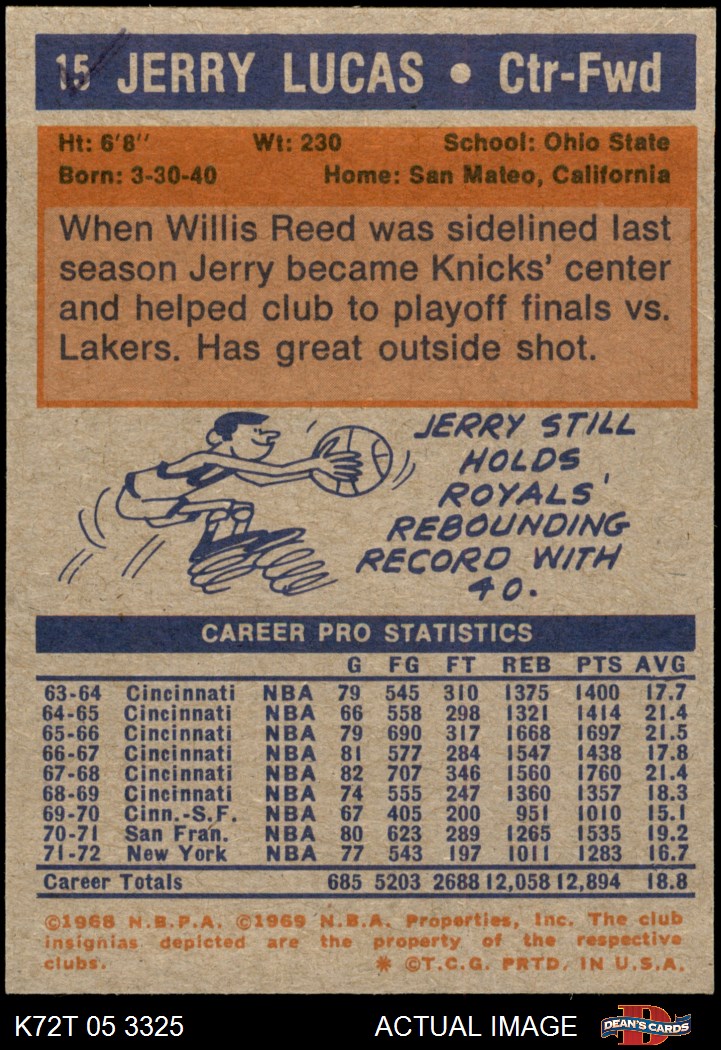 15 JERRY LUCAS • Ctr-Fwd
Ht: 6'8" Wt: 230 School: Ohio State
Born: 3-30-40 Home: San Mateo, California
When Willis Reed was sidelined last
season Jerry became Knicks' center
and helped club to playoff finals vs.
Lakers. Has great outside shot.
JERRY STILL
HOLDS
ROYALS'
REBOUNDING
RECORD WITH
40.
CAREER PRO STATISTICS
G FG FT REB PTS AVG
63-64 Cincinnati NBA 79 545 310 1375 1400 17.7
64-65 Cincinnati NBA 66 558 298 1321 1414 21.4
65-66 Cincinnati NBA 79 690 317 1668 1697 21.5
66-67 Cincinnati NBA 81 577 284 1547 1438 17.8
67-68 Cincinnati NBA 82 707 346 1560 1760 21.4
68-69 Cincinnati NBA 74 555 247 1360 1357 18.3
69-70 Cinn.-S.F. NBA 67 405 200 951 1010 15.1
70-71 San Fran. NBA 80 623 289 1265 1535 19.2
71-72 New York NBA 77 543 197 1011 1283 16.7
Career Totals 685 5203 2688 12,058 12,894 18.8
©1968 N.B.P.A. ©1969 N.B.A. Properties, Inc. The club
insignias depicted are the property of the respective
clubs. * ©T.C.G. PRTD. IN U.S.A.
K72T 05 3325 ACTUAL IMAGE DEAN'S CARDS